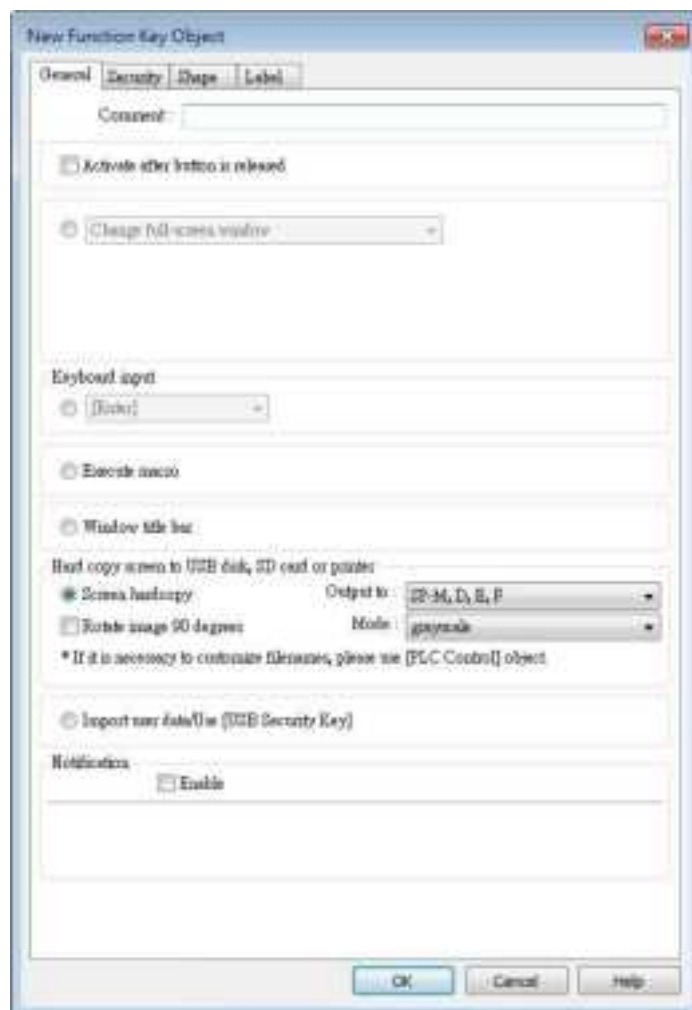 New Function Key Object
General Security Shape Label
Comment :
Activate after button is released
Change full-screen window
Keyboard input
[Enter]
Execute macro
Window title bar
Hard copy screen to USB disk, SD card or printer
Screen hardcopy Output to : SP-M, D, E, F
Rotate image 90 degrees Mode : grayscale
* If it is necessary to customize filenames, please use [PLC Control] object
Import user data/Use [USB Security Key]
Notification
Enable
OK Cancel Help